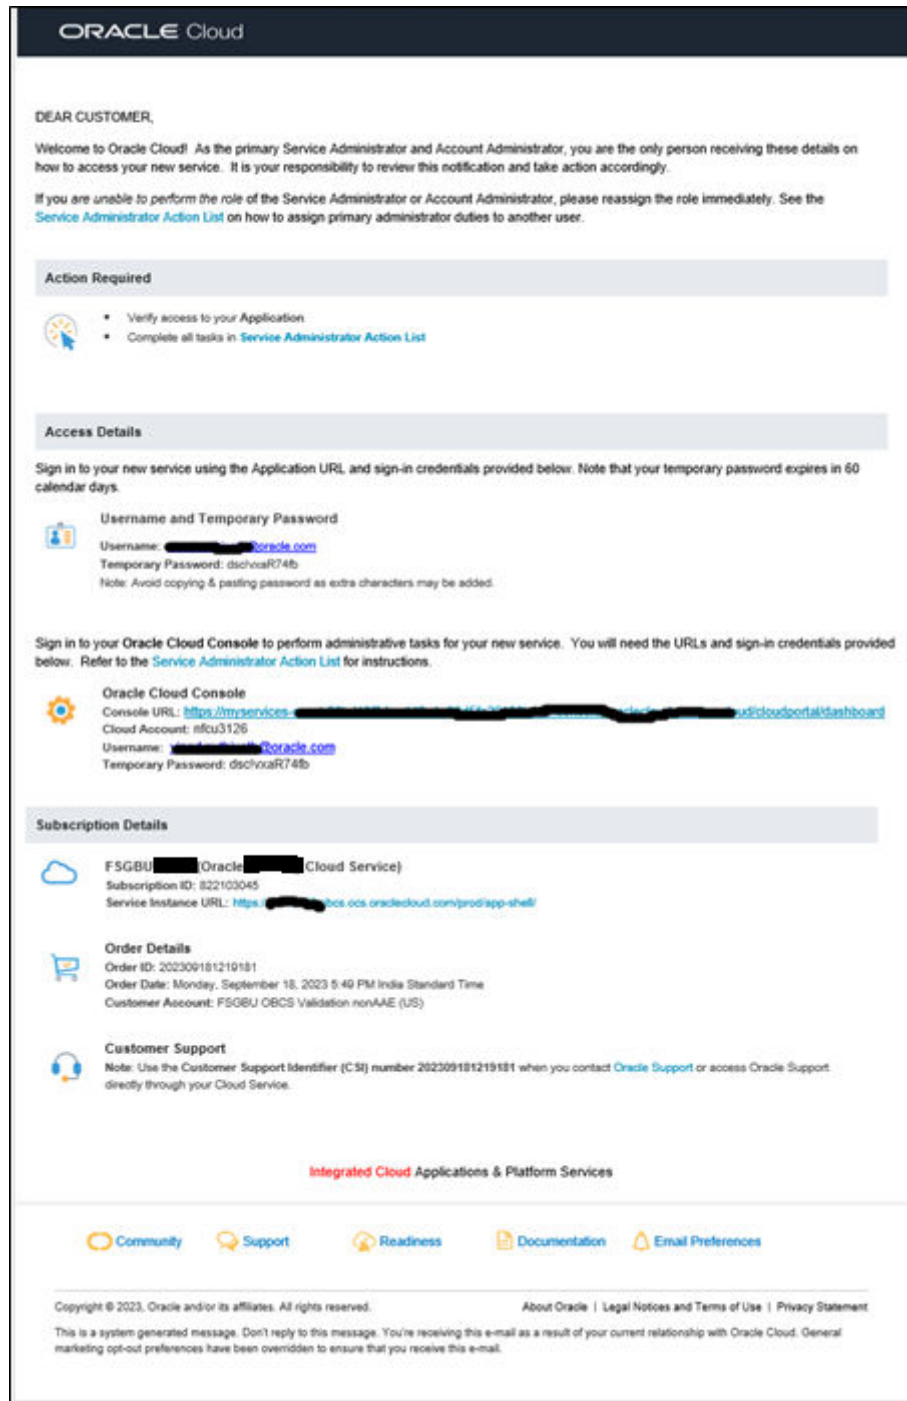 ORACLE Cloud
DEAR CUSTOMER,
Welcome to Oracle Cloud! As the primary Service Administrator and Account Administrator, you are the only person receiving these details on
how to access your new service. It is your responsibility to review this notification and take action accordingly.
If you are unable to perform the role of the Service Administrator or Account Administrator, please reassign the role immediately. See the
Service Administrator Action List on how to assign primary administrator duties to another user.
Action Required
Verify access to your Application
Complete all tasks in Service Administrator Action List
Access Details
Sign in to your new service using the Application URL and sign-in credentials provided below. Note that your temporary password expires in 60
calendar days.
Username and Temporary Password
Username: @oracle.com
Temporary Password:
Note: Avoid copying & pasting password as extra characters may be added.
Sign in to your Oracle Cloud Console to perform administrative tasks for your new service. You will need the URLs and sign-in credentials provided
below. Refer to the Service Administrator Action List for instructions.
Oracle Cloud Console
Console URL: https://myservices- ud/cloudportal/dashboard
Cloud Account: nfcu3126
Username: @oracle.com
Temporary Password:
Subscription Details
FSGBU (Oracle Cloud Service)
Subscription ID: 822103045
Service Instance URL: https:/ bcs.ocs.oraclecloud.com/prod/app-shell/
Order Details
Order ID: 202309181219181
Order Date: Monday, September 18, 2023 5:49 PM India Standard Time
Customer Account: FSGBU OBCS Validation nonAAE (US)
Customer Support
Note: Use the Customer Support Identifier (CSI) number 202309181219181 when you contact Oracle Support or access Oracle Support
directly through your Cloud Service.
Integrated Cloud Applications & Platform Services
Community Support Readiness Documentation Email Preferences
Copyright © 2023, Oracle and/or its affiliates. All rights reserved. About Oracle | Legal Notices and Terms of Use | Privacy Statement
This is a system generated message. Don't reply to this message. You're receiving this e-mail as a result of your current relationship with Oracle Cloud. General
marketing opt-out preferences have been overridden to ensure that you receive this e-mail.